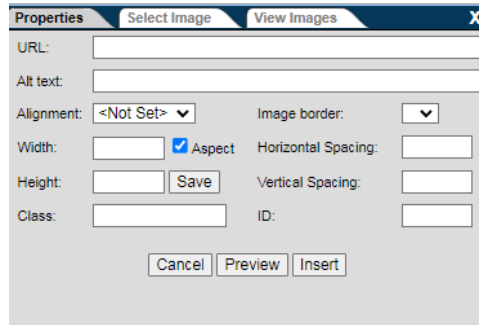 Properties Select Image View Images X
URL:
Alt text:
Alignment: <Not Set> Image border:
Width: Aspect Horizontal Spacing:
Height: Save Vertical Spacing:
Class: ID:
Cancel Preview Insert